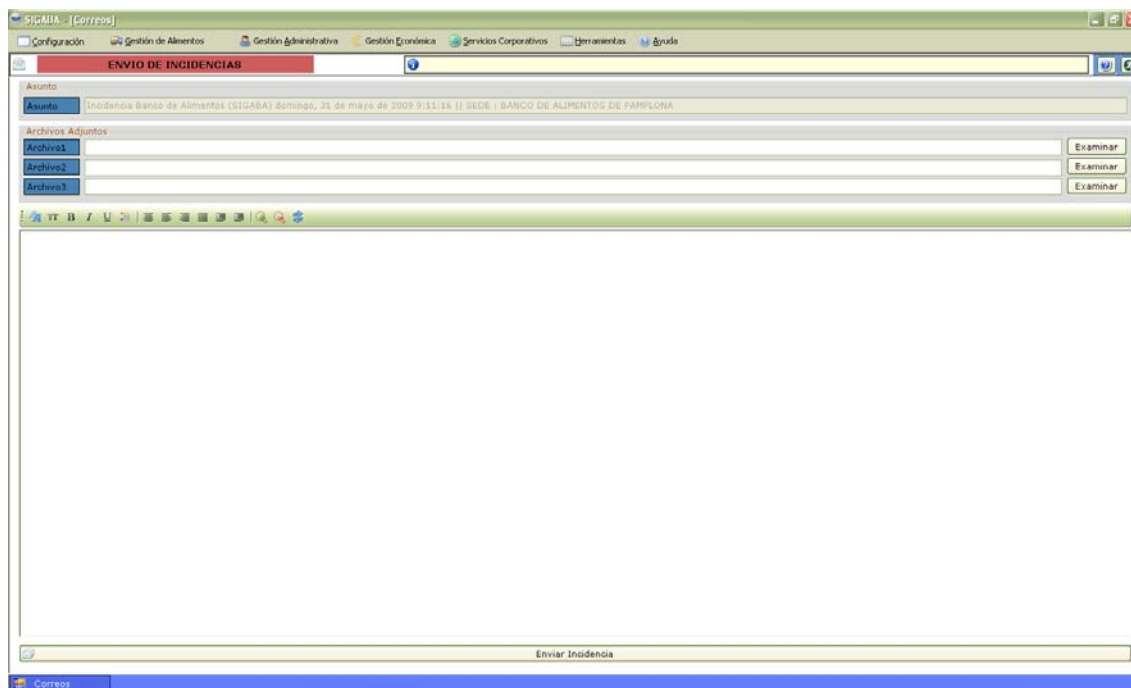 SIGABA - [Correos]
Configuración Gestión de Alimentos Gestión Administrativa Gestión Económica Servicios Corporativos Herramientas Ayuda
ENVIO DE INCIDENCIAS
Asunto
Asunto Incidencia Banco de Alimentos (SIGABA) domingo, 31 de mayo de 2009 9:11:16 || SEDE : BANCO DE ALIMENTOS DE PAMPLONA
Archivos Adjuntos
Archivo1 Examinar
Archivo2 Examinar
Archivo3 Examinar
B I U
Enviar Incidencia
Correos